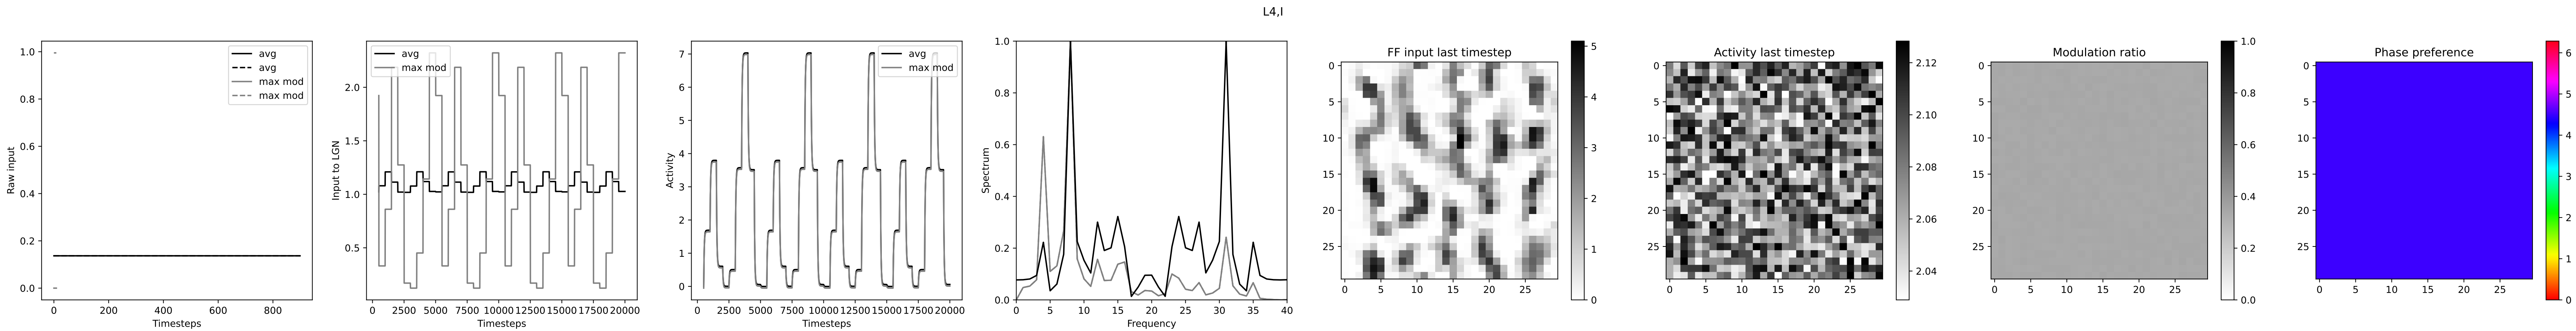 L4,I
Raw input
1.0
0.8
0.6
0.4
0.2
0.0
avg
avg
max mod
max mod
0 200 400 600 800
Timesteps
Input to LGN
2.0
1.5
1.0
0.5
avg
max mod
0 2500 5000 7500 10000 12500 15000 17500 20000
Timesteps
Activity
7
6
5
4
3
2
1
0
avg
max mod
0 2500 5000 7500 10000 12500 15000 17500 20000
Timesteps
Spectrum
1.0
0.8
0.6
0.4
0.2
0.0
0 5 10 15 20 25 30 35 40
Frequency
FF input last timestep
0
5
10
15
20
25
0 5 10 15 20 25
5
4
3
2
1
0
Activity last timestep
0
5
10
15
20
25
0 5 10 15 20 25
2.12
2.10
2.08
2.06
2.04
Modulation ratio
0
5
10
15
20
25
0 5 10 15 20 25
1.0
0.8
0.6
0.4
0.2
0.0
Phase preference
0
5
10
15
20
25
0 5 10 15 20 25
6
5
4
3
2
1
0